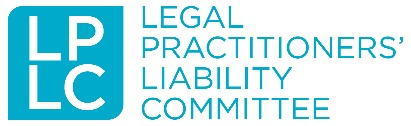 LP
LC
LEGAL
PRACTITIONERS'
LIABILITY
COMMITTEE